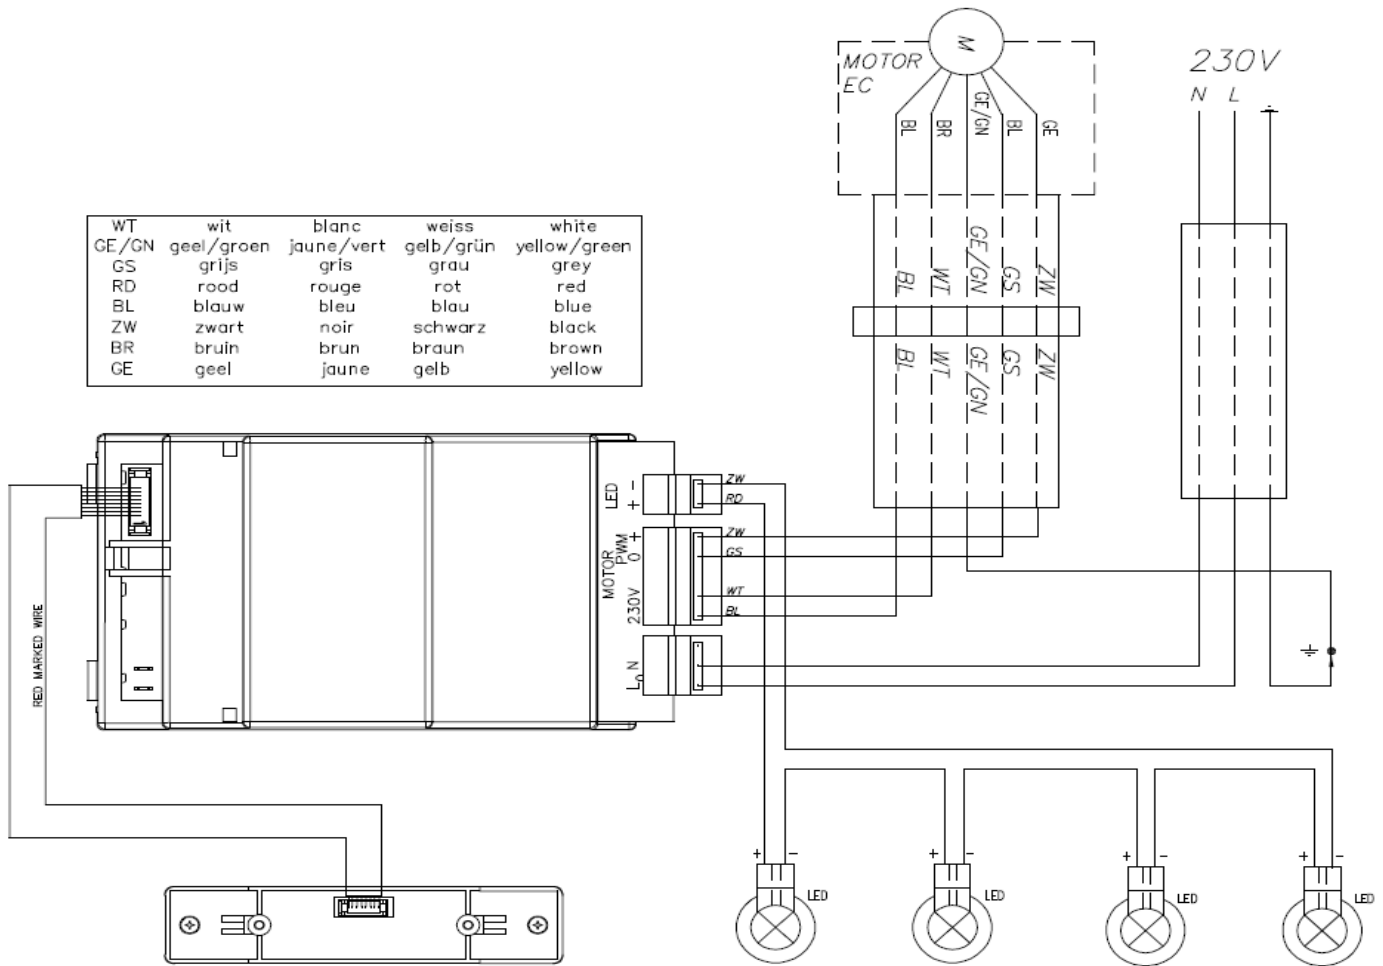 M
MOTOR
EC
BL BR GE/GN BL GE
230V
N L
WT wit blanc weiss white
GE/GN geel/groen jaune/vert gelb/grün yellow/green
GS grijs gris grau grey
RD rood rouge rot red
BL blauw bleu blau blue
ZW zwart noir schwarz black
BR bruin brun braun brown
GE geel jaune gelb yellow
BL WT GE/GN GS ZW
BL WT GE/GN GS ZW
LED + -
ZW
RD
MOTOR
PWM
0 +
230V
ZW
GS
WT
BL
L N
RED MARKED WIRE
+ - LED
+ - LED
+ - LED
+ - LED